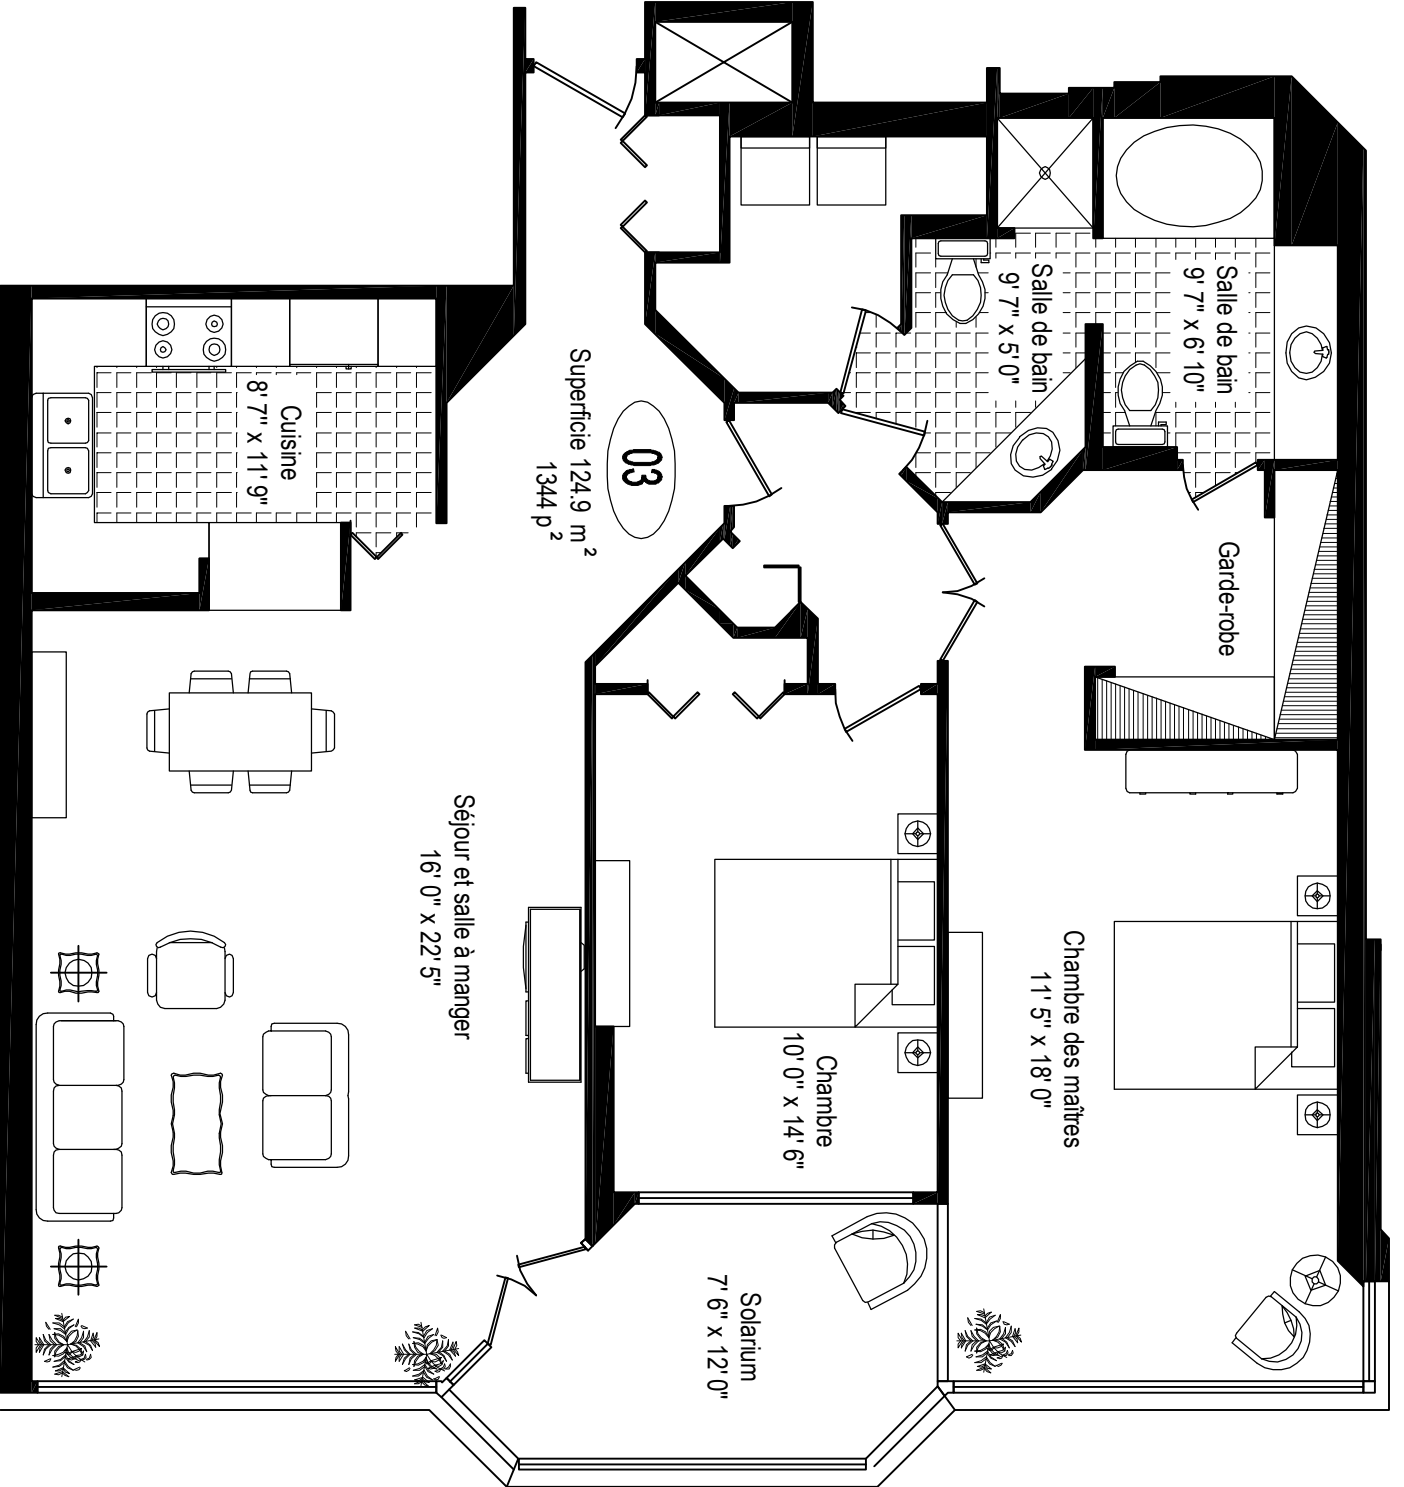 Salle de bain
9' 7" x 6' 10"
Salle de bain
9' 7" x 5' 0"
Garde-robe
Chambre des maîtres
11' 5" x 18' 0"
Chambre
10' 0" x 14' 6"
Solarium
7' 6" x 12' 0"
03
Superficie 124.9 m²
1344 p²
Séjour et salle à manger
16' 0" x 22' 5"
Cuisine
8' 7" x 11' 9"